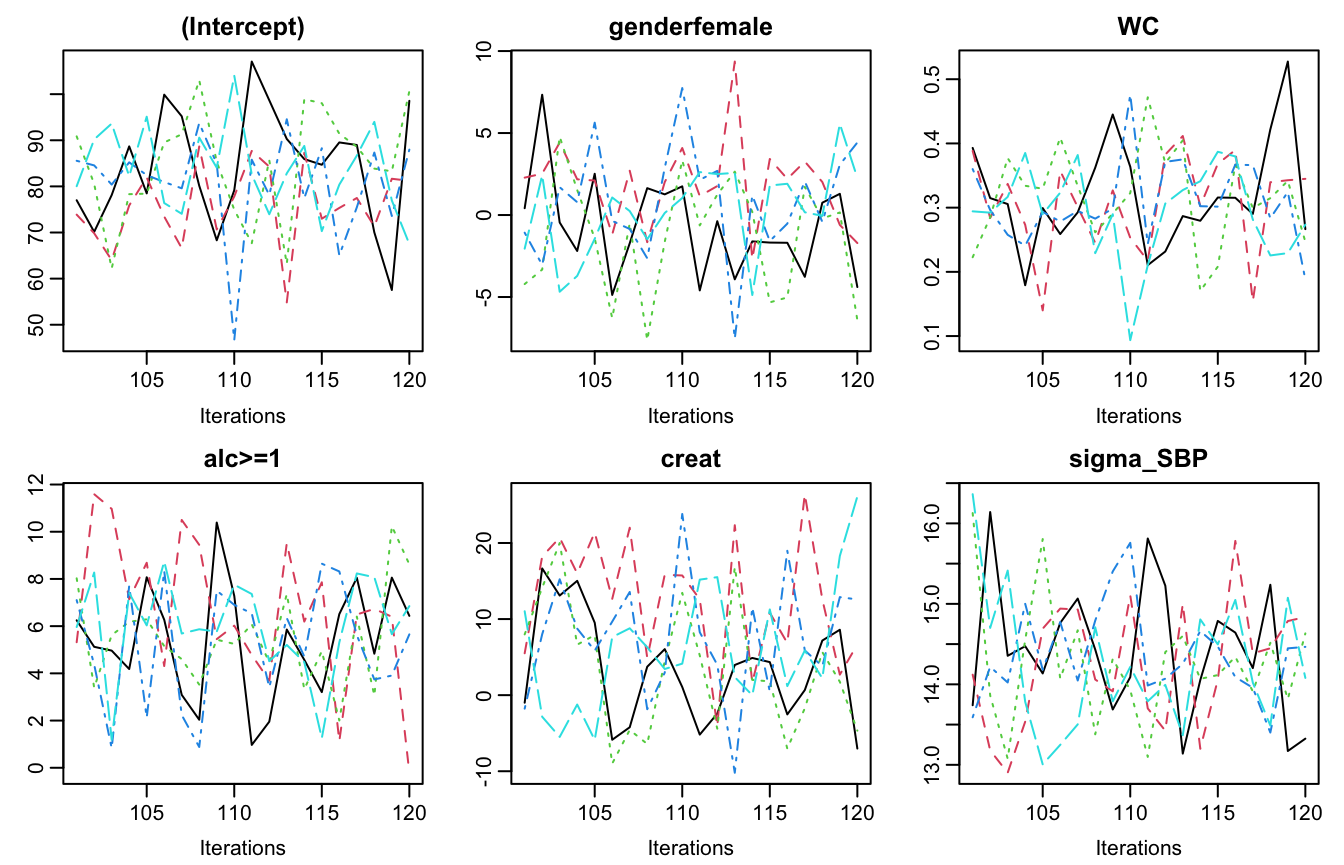 (Intercept)
50 60 70 80 90
105 110 115 120
Iterations
genderfemale
-5 0 5 10
105 110 115 120
Iterations
WC
0.1 0.2 0.3 0.4 0.5
105 110 115 120
Iterations
alc>=1
0 2 4 6 8 10 12
105 110 115 120
Iterations
creat
-10 0 10 20
105 110 115 120
Iterations
sigma_SBP
13.0 14.0 15.0 16.0
105 110 115 120
Iterations